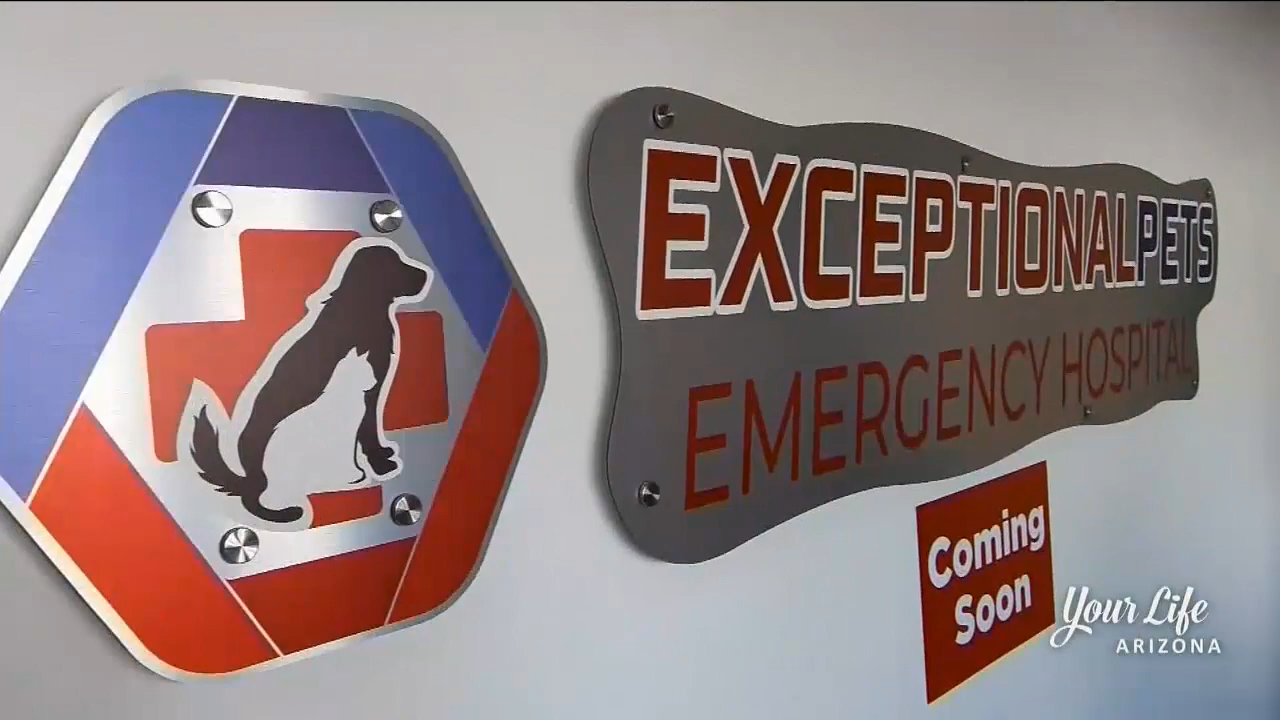 EXCEPTIONALPETS
EMERGENCY HOSPITAL
Coming
Soon
Your Life
ARIZONA